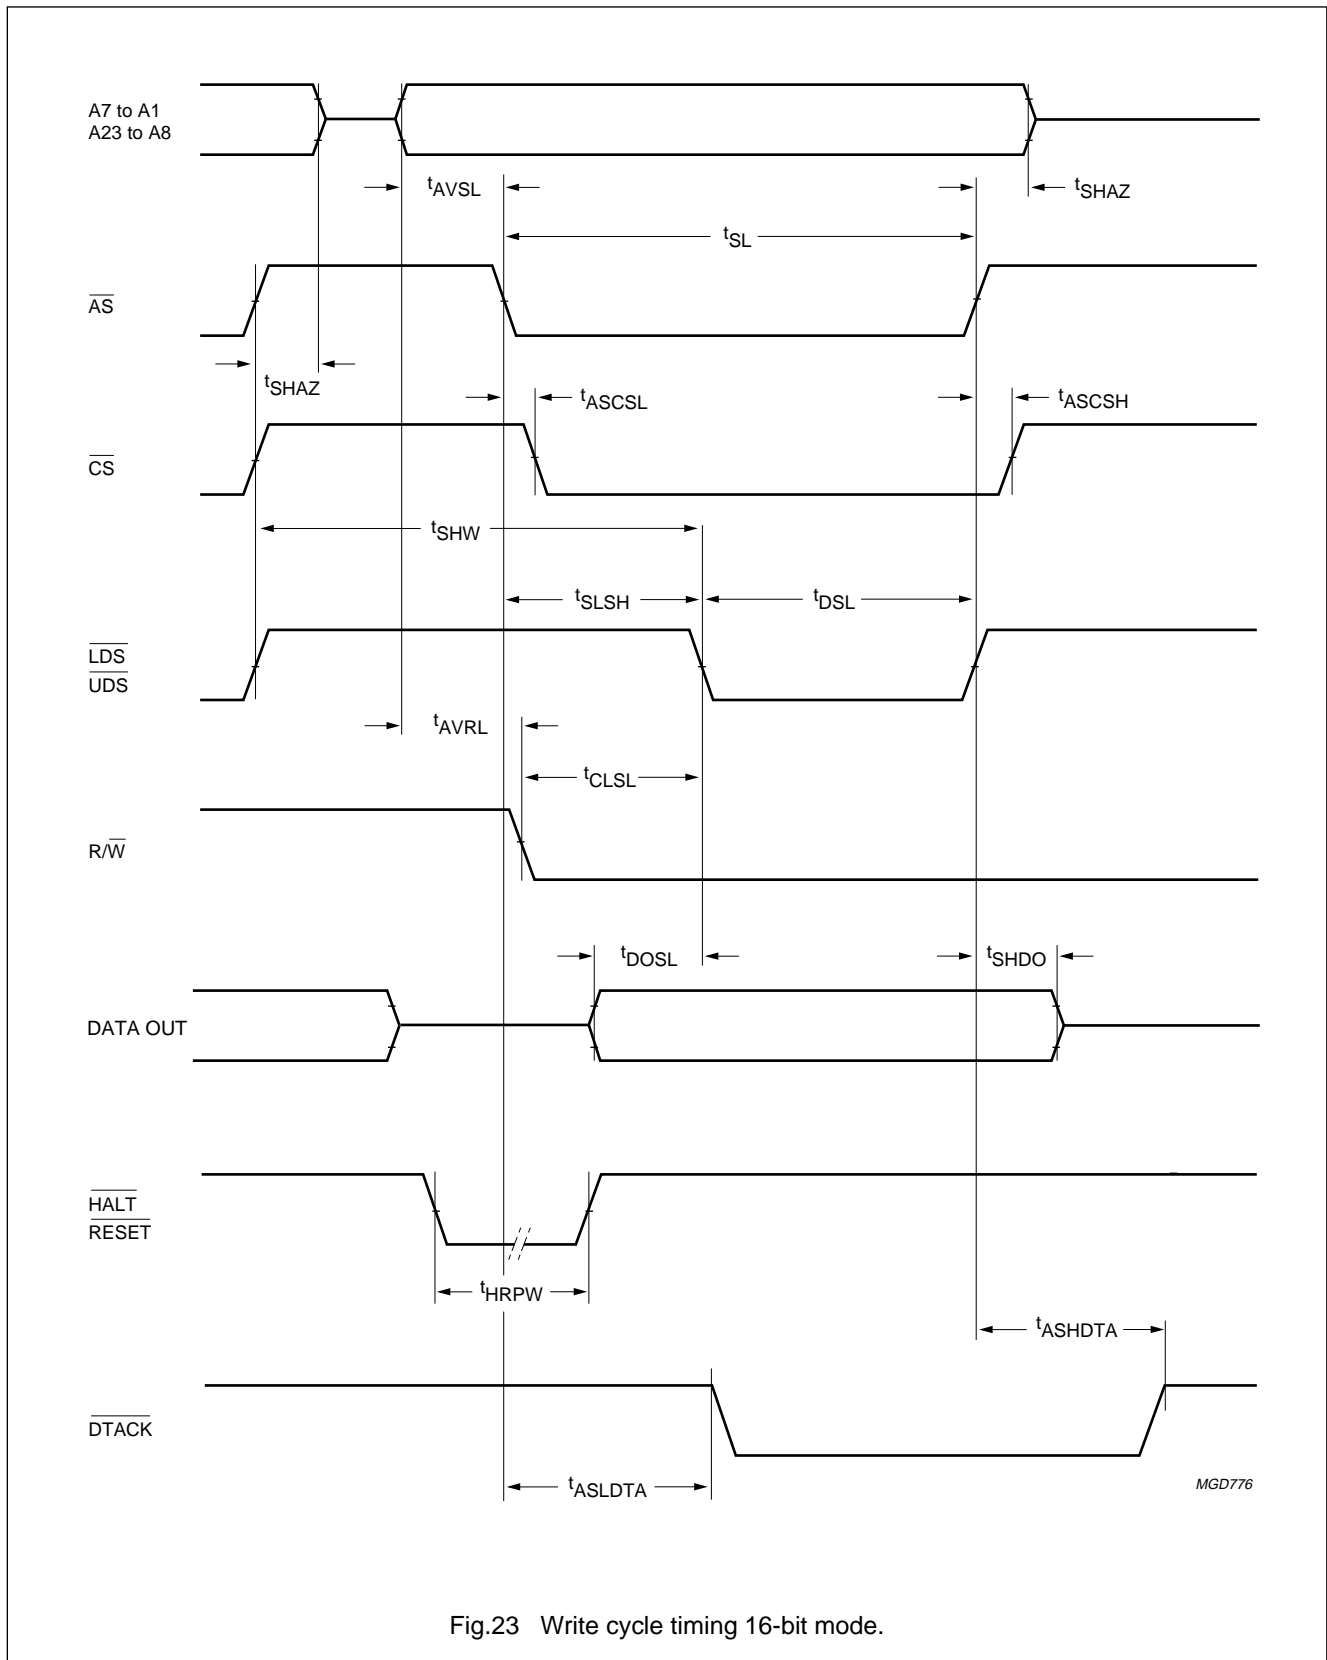 A7 to A1
A23 to A8
tAVSL
tSHAZ
tSL
AS
tSHAZ
tASCSL
tASCSH
CS
tSHW
tSLSH
tDSL
LDS
UDS
tAVRL
tCLSL
R/W
tDOSL
tSHDO
DATA OUT
HALT
RESET
tHRPW
tASHDTA
DTACK
tASLDTA
MGD776
Fig.23 Write cycle timing 16-bit mode.